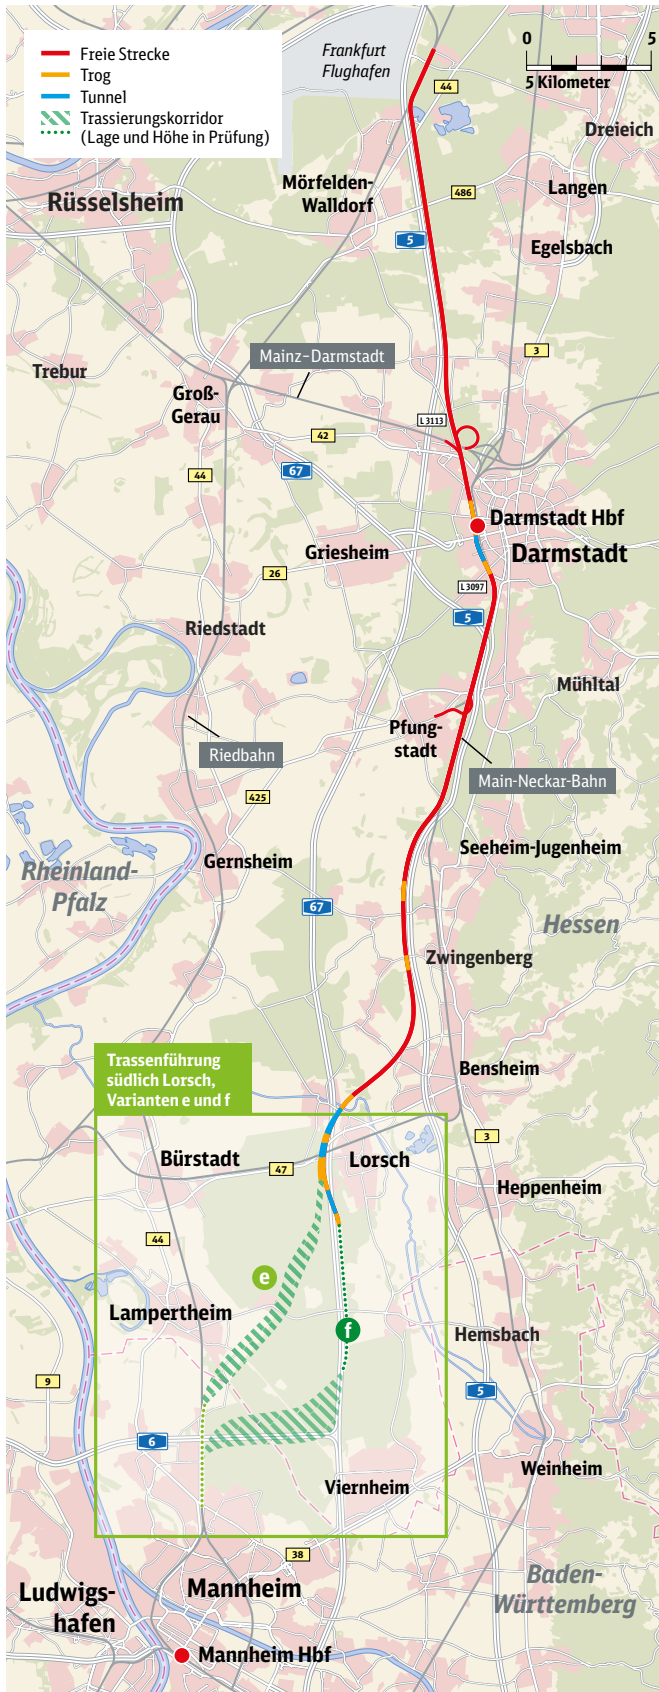 Freie Strecke
Trog
Tunnel
Trassierungskorridor
(Lage und Höhe in Prüfung)
Frankfurt
Flughafen
0 5
5 Kilometer
44
Dreieich
Mörfelden-
Walldorf
486
Langen
Rüsselsheim
5
Egelsbach
3
Mainz–Darmstadt
Trebur
Groß-
Gerau
L 3113
42
67
44
Darmstadt Hbf
Griesheim
Darmstadt
26
L 3097
5
Riedstadt
Mühltal
Pfung-
stadt
Riedbahn
Main-Neckar-Bahn
425
Gernsheim
Seeheim-Jugenheim
Rheinland-
Pfalz
67
Hessen
Zwingenberg
Trassenführung
südlich Lorsch,
Varianten e und f
Bensheim
3
Bürstadt
47
Lorsch
Heppenheim
44
e
Lampertheim
f
Hemsbach
9
5
6
Weinheim
Viernheim
38
Baden-
Württemberg
Ludwigs-
hafen
Mannheim
Mannheim Hbf